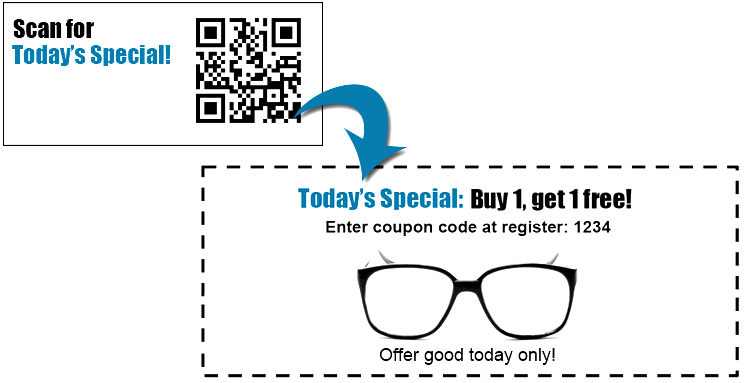 Scan for
Today's Special!
Today's Special: Buy 1, get 1 free!
Enter coupon code at register: 1234
Offer good today only!